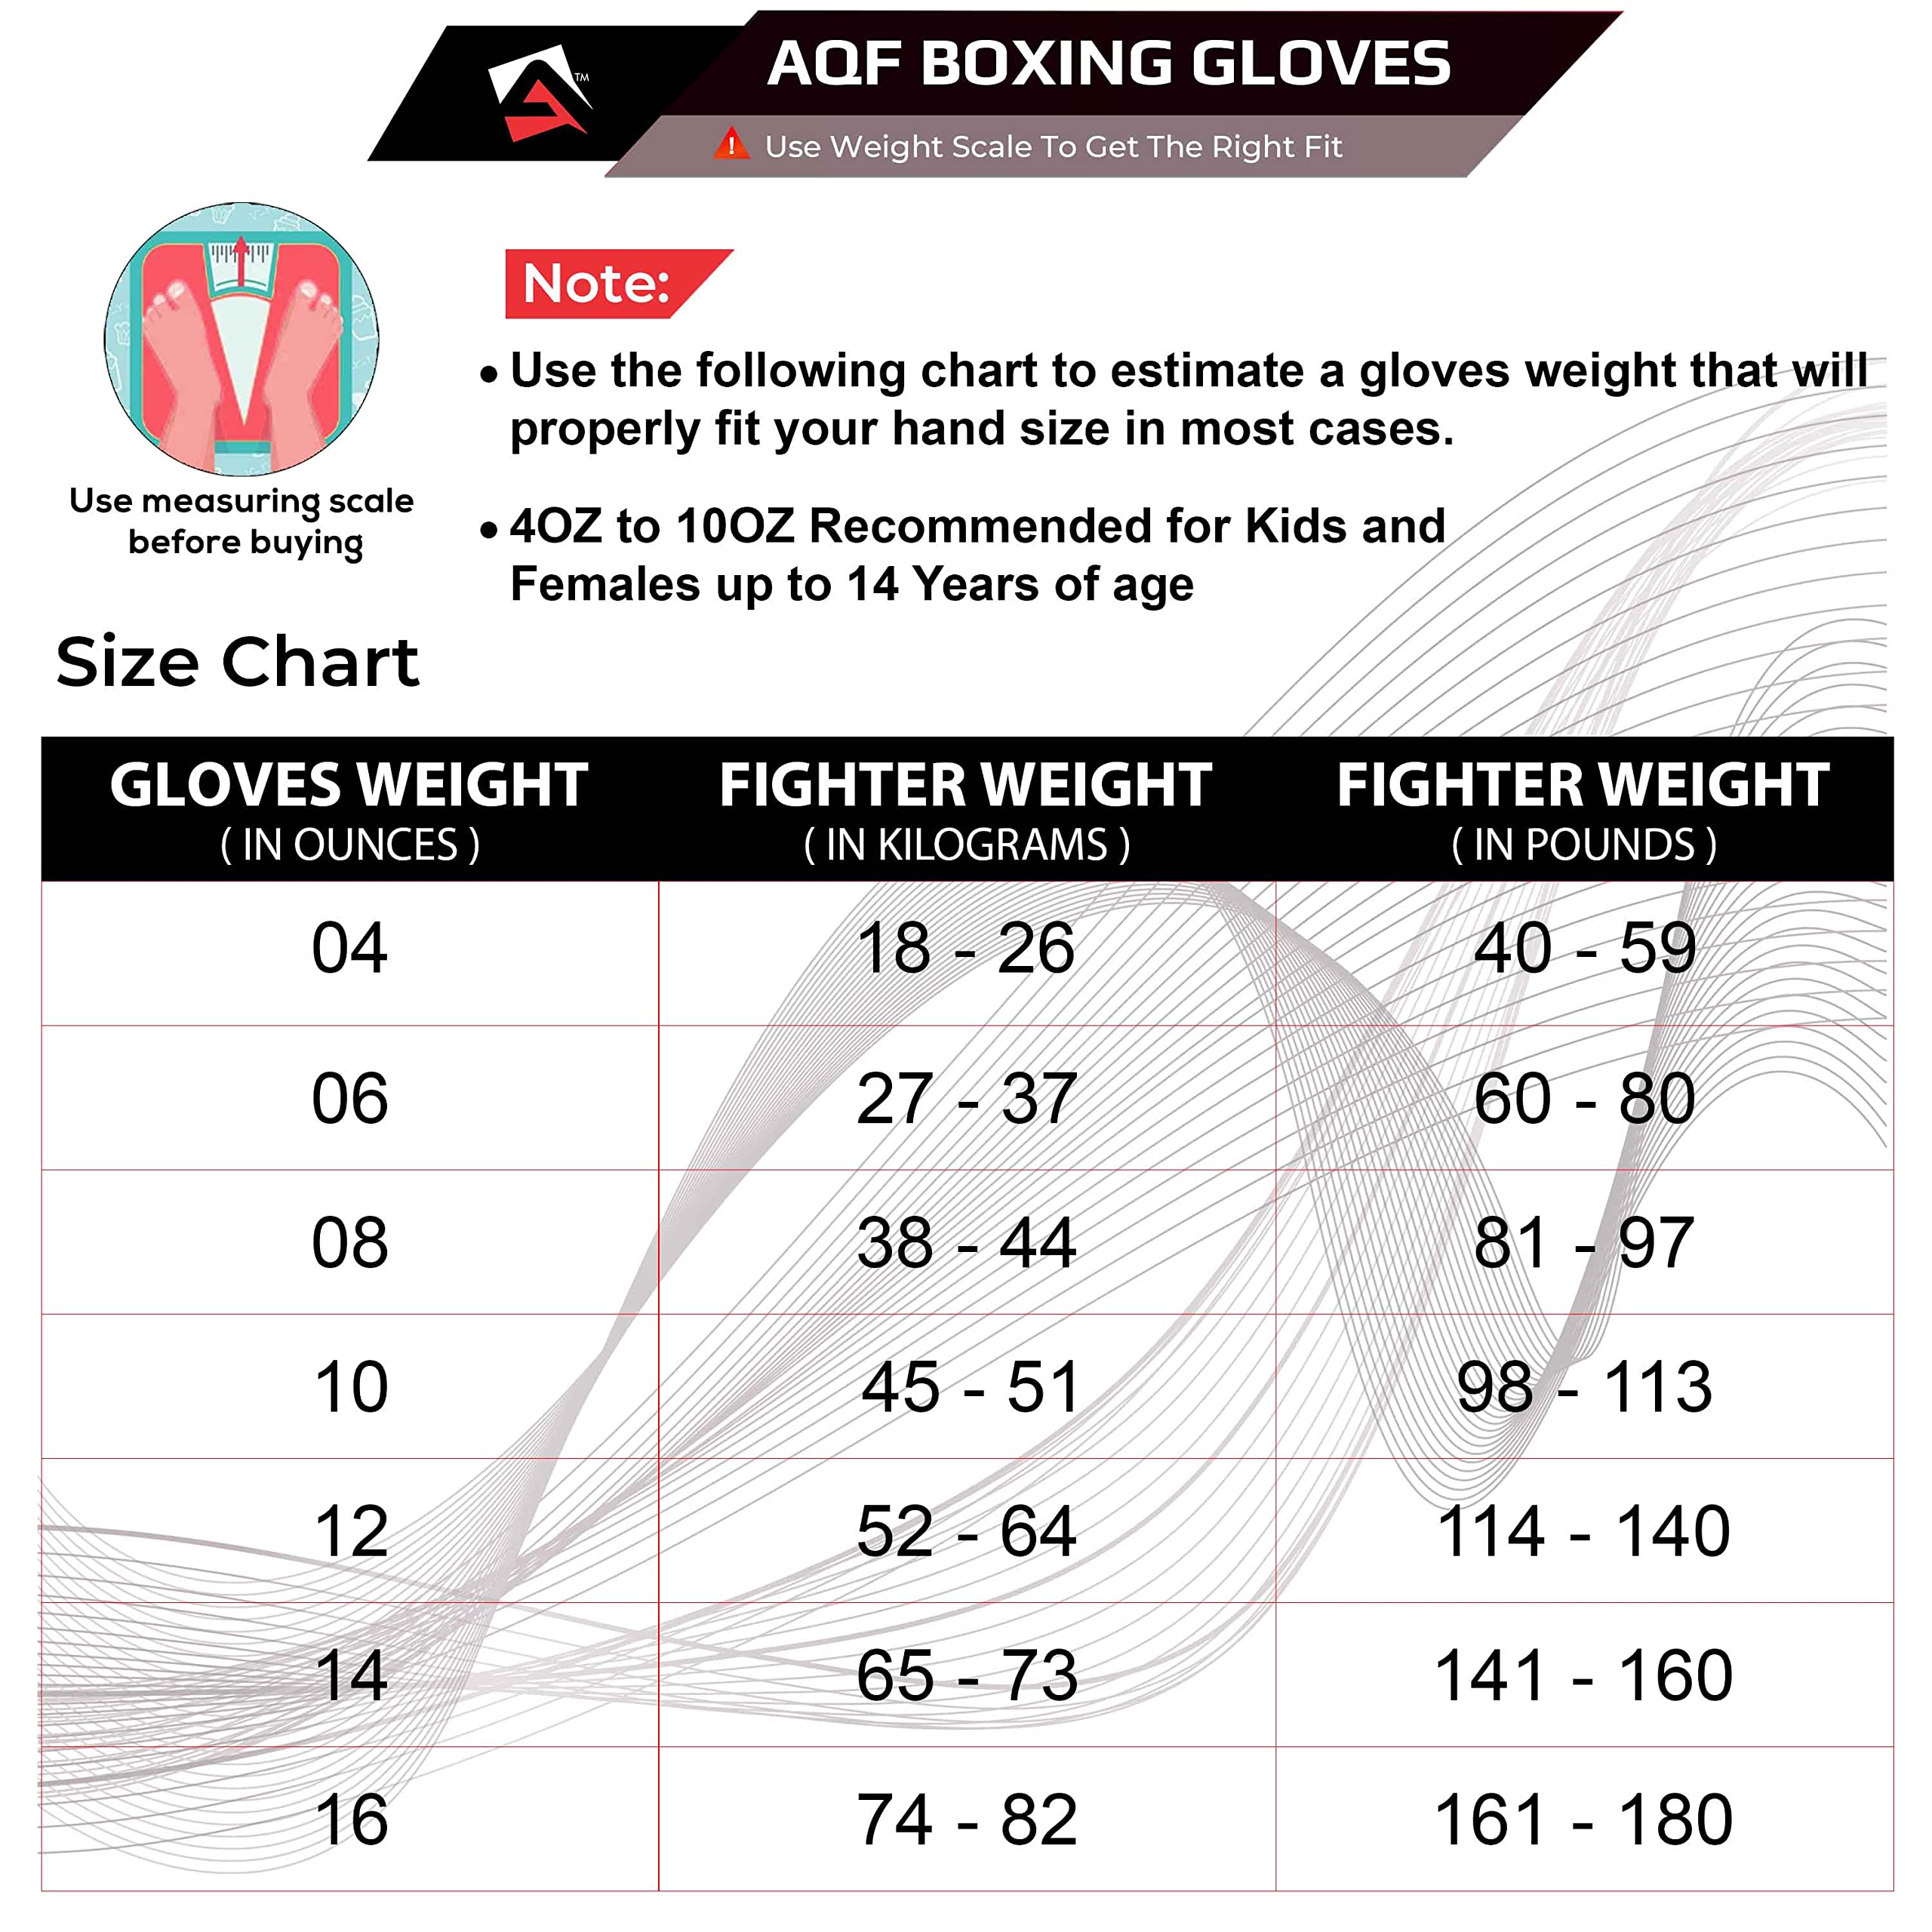 AQF BOXING GLOVES
TM
! Use Weight Scale To Get The Right Fit
Note:
• Use the following chart to estimate a gloves weight that will
properly fit your hand size in most cases.
Use measuring scale
before buying
• 4OZ to 10OZ Recommended for Kids and
Females up to 14 Years of age
Size Chart
GLOVES WEIGHT FIGHTER WEIGHT FIGHTER WEIGHT
( IN OUNCES ) ( IN KILOGRAMS ) ( IN POUNDS )
04 18 - 26 40 - 59
06 27 - 37 60 - 80
08 38 - 44 81 - 97
10 45 - 51 98 - 113
12 52 - 64 114 - 140
14 65 - 73 141 - 160
16 74 - 82 161 - 180